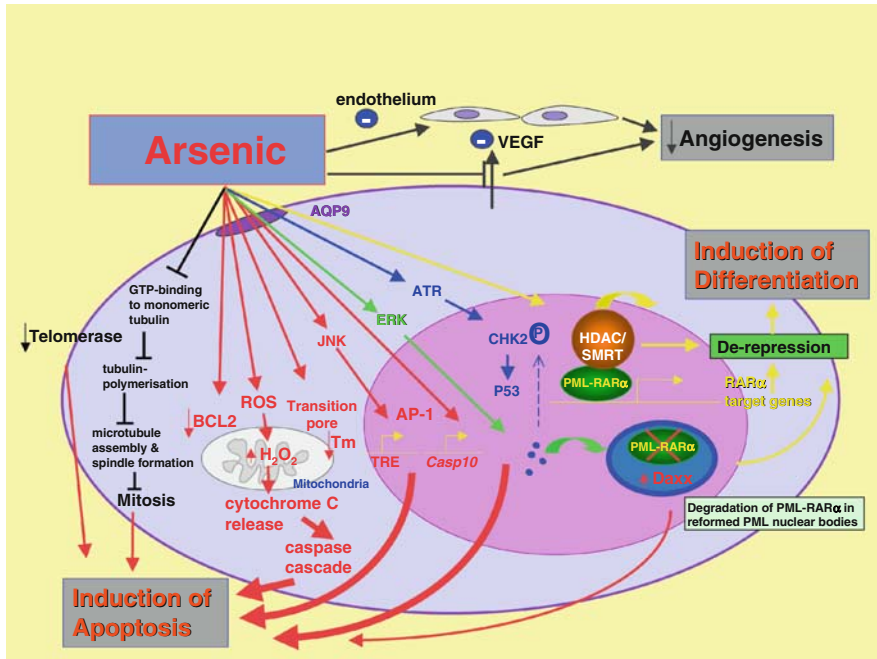 endothelium
-
- VEGF
Arsenic
↓ Angiogenesis
AQP9
Induction of
Differentiation
GTP-binding
to monomeric
tubulin
ATR
ERK
JNK
↓ Telomerase
CHK2 P
HDAC/
SMRT
De-repression
tubulin-
polymerisation
P53
PML-RARα
RARα
target genes
ROS
Transition
pore
↓ Tm
↓ BCL2
AP-1
microtubule
assembly &
spindle formation
↑ H2O2
TRE
Casp10
PML-RARα
Daxx
Mitochondria
Mitosis
cytochrome C
release
Degradation of PML-RARα in
reformed PML nuclear bodies
caspase
cascade
Induction of
Apoptosis